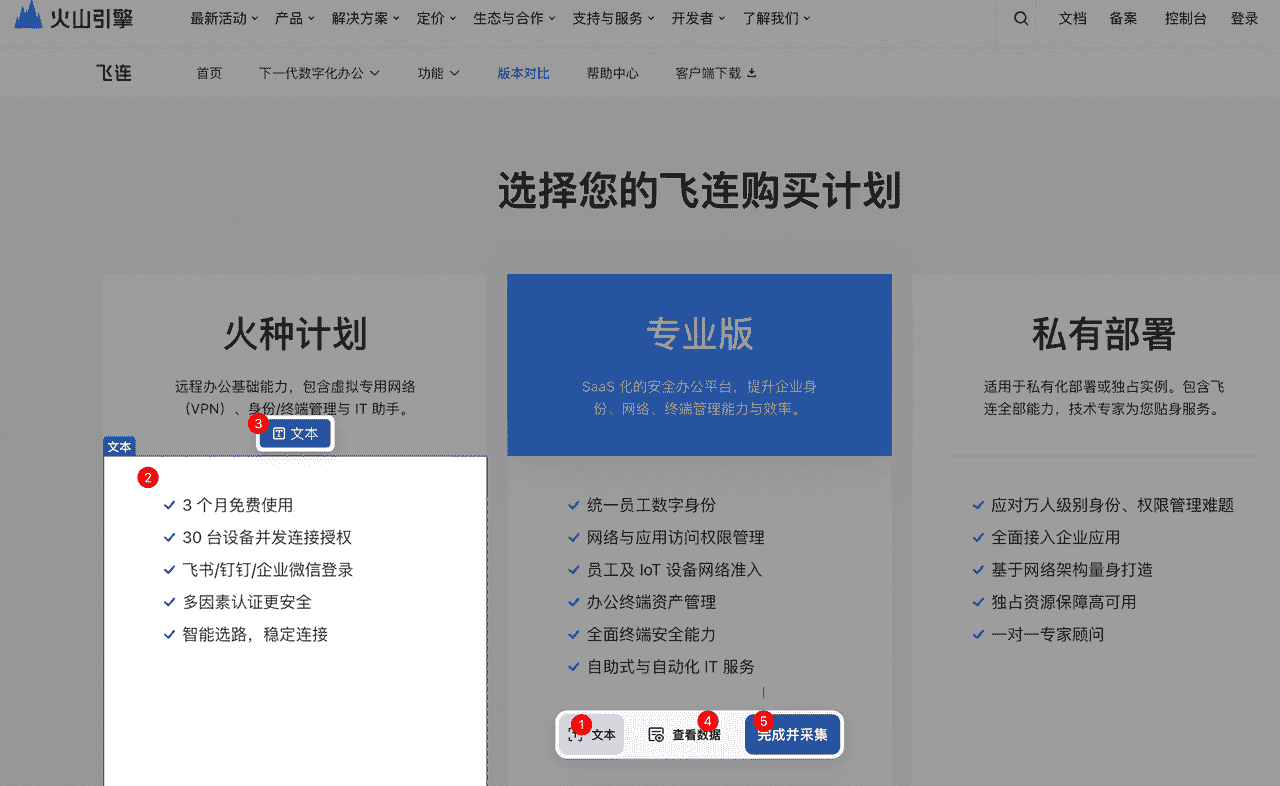 火山引擎
最新活动 产品 解决方案 定价 生态与合作 支持与服务 开发者 了解我们 文档 备案 控制台 登录
飞连
首页 下一代数字化办公 功能 版本对比 帮助中心 客户端下载
选择您的飞连购买计划
火种计划
远程办公基础能力，包含虚拟专用网络
（VPN）、身份/终端管理与 IT 助手。
3
文本
文本
2
3 个月免费使用
30 台设备并发连接授权
飞书/钉钉/企业微信登录
多因素认证更安全
智能选路，稳定连接
专业版
SaaS 化的安全办公平台，提升企业身
份、网络、终端管理能力与效率。
统一员工数字身份
网络与应用访问权限管理
员工及 IoT 设备网络准入
办公终端资产管理
全面终端安全能力
自助式与自动化 IT 服务
私有部署
适用于私有化部署或独占实例。包含飞
连全部能力，技术专家为您贴身服务。
应对万人级别身份、权限管理难题
全面接入企业应用
基于网络架构量身打造
独占资源保障高可用
一对一专家顾问
1 文本
4 查看数据
5 完成并采集